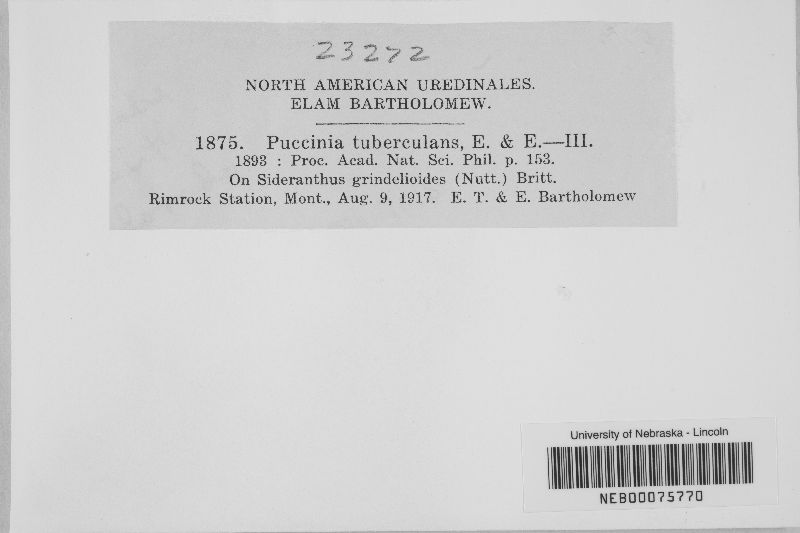 23272
NORTH AMERICAN UREDINALES.
ELAM BARTHOLOMEW.
1875. Puccinia tuberculans, E. & E.—III.
1893 : Proc. Acad. Nat. Sci. Phil. p. 153.
On Sideranthus grindelioides (Nutt.) Britt.
Rimrock Station, Mont., Aug. 9, 1917. E. T. & E. Bartholomew
University of Nebraska - Lincoln
NEB00075770